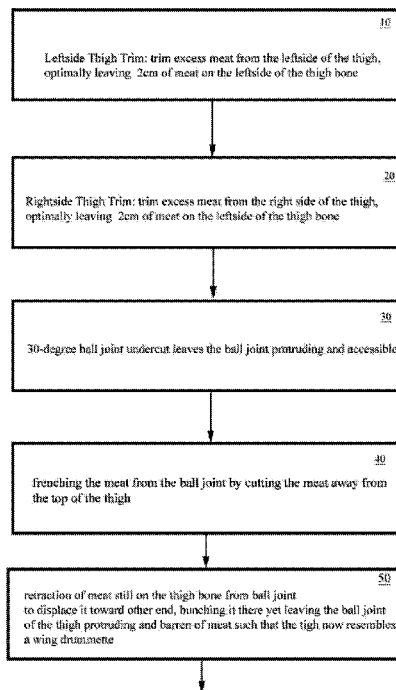 10
Leftside Thigh Trim: trim excess meat from the leftside of the thigh,
optimally leaving 2cm of meat on the leftside of the thigh bone
20
Rightside Thigh Trim: trim excess meat from the right side of the thigh,
optimally leaving 2cm of meat on the leftside of the thigh bone
30
30-degree ball joint undercut leaves the ball joint protruding and accessible
40
frenching the meat from the ball joint by cutting the meat away from
the top of the thigh
50
retraction of meat still on the thigh bone from ball joint
to displace it toward other end, bunching it there yet leaving the ball joint
of the thigh protruding and barren of meat such that the tigh now resembles
a wing drummette